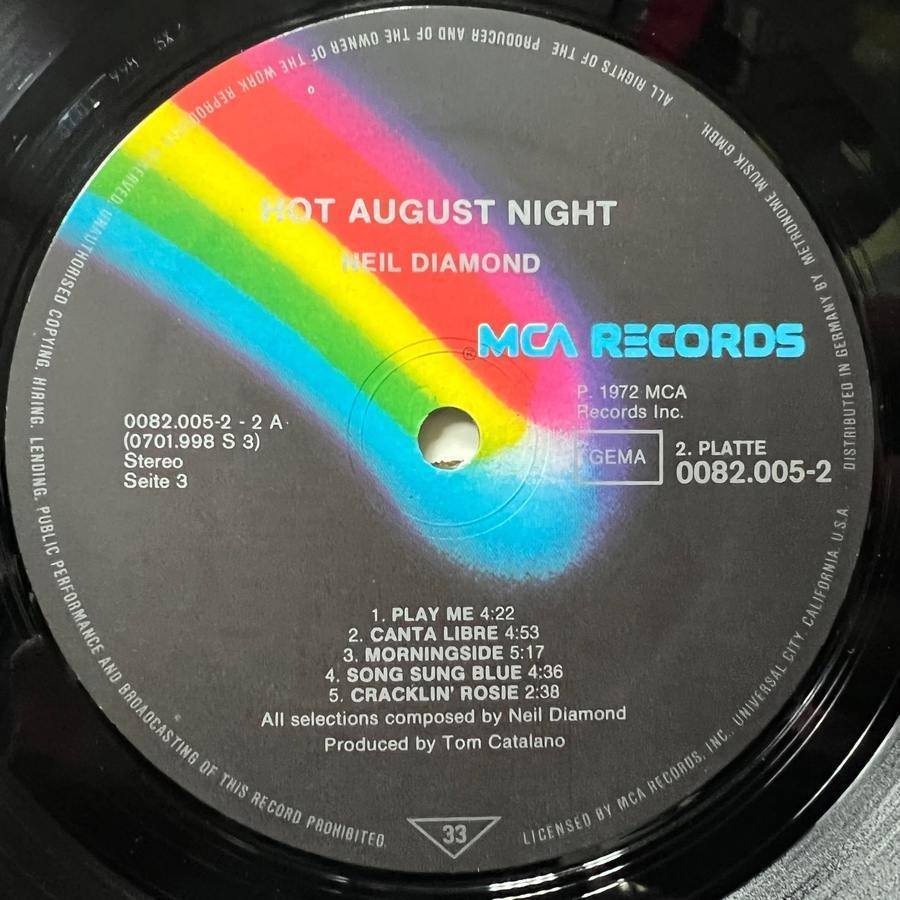 HOT AUGUST NIGHT
NEIL DIAMOND
® MCA RECORDS
P. 1972 MCA
Records Inc.
GEMA
2. PLATTE
0082.005-2
0082.005-2 - 2 A
(0701.998 S 3)
Stereo
Seite 3
1. PLAY ME 4:22
2. CANTA LIBRE 4:53
3. MORNINGSIDE 5:17
4. SONG SUNG BLUE 4:36
5. CRACKLIN' ROSIE 2:38
All selections composed by Neil Diamond
Produced by Tom Catalano
33
ALL RIGHTS OF THE PRODUCER AND OF THE OWNER OF THE WORK REPRODUCED RESERVED. UNAUTHORISED COPYING, HIRING, LENDING, PUBLIC PERFORMANCE AND BROADCASTING OF THIS RECORD PROHIBITED.
LICENSED BY MCA RECORDS, INC., UNIVERSAL CITY, CALIFORNIA, U.S.A. DISTRIBUTED IN GERMANY BY METRONOME MUSIK GMBH.